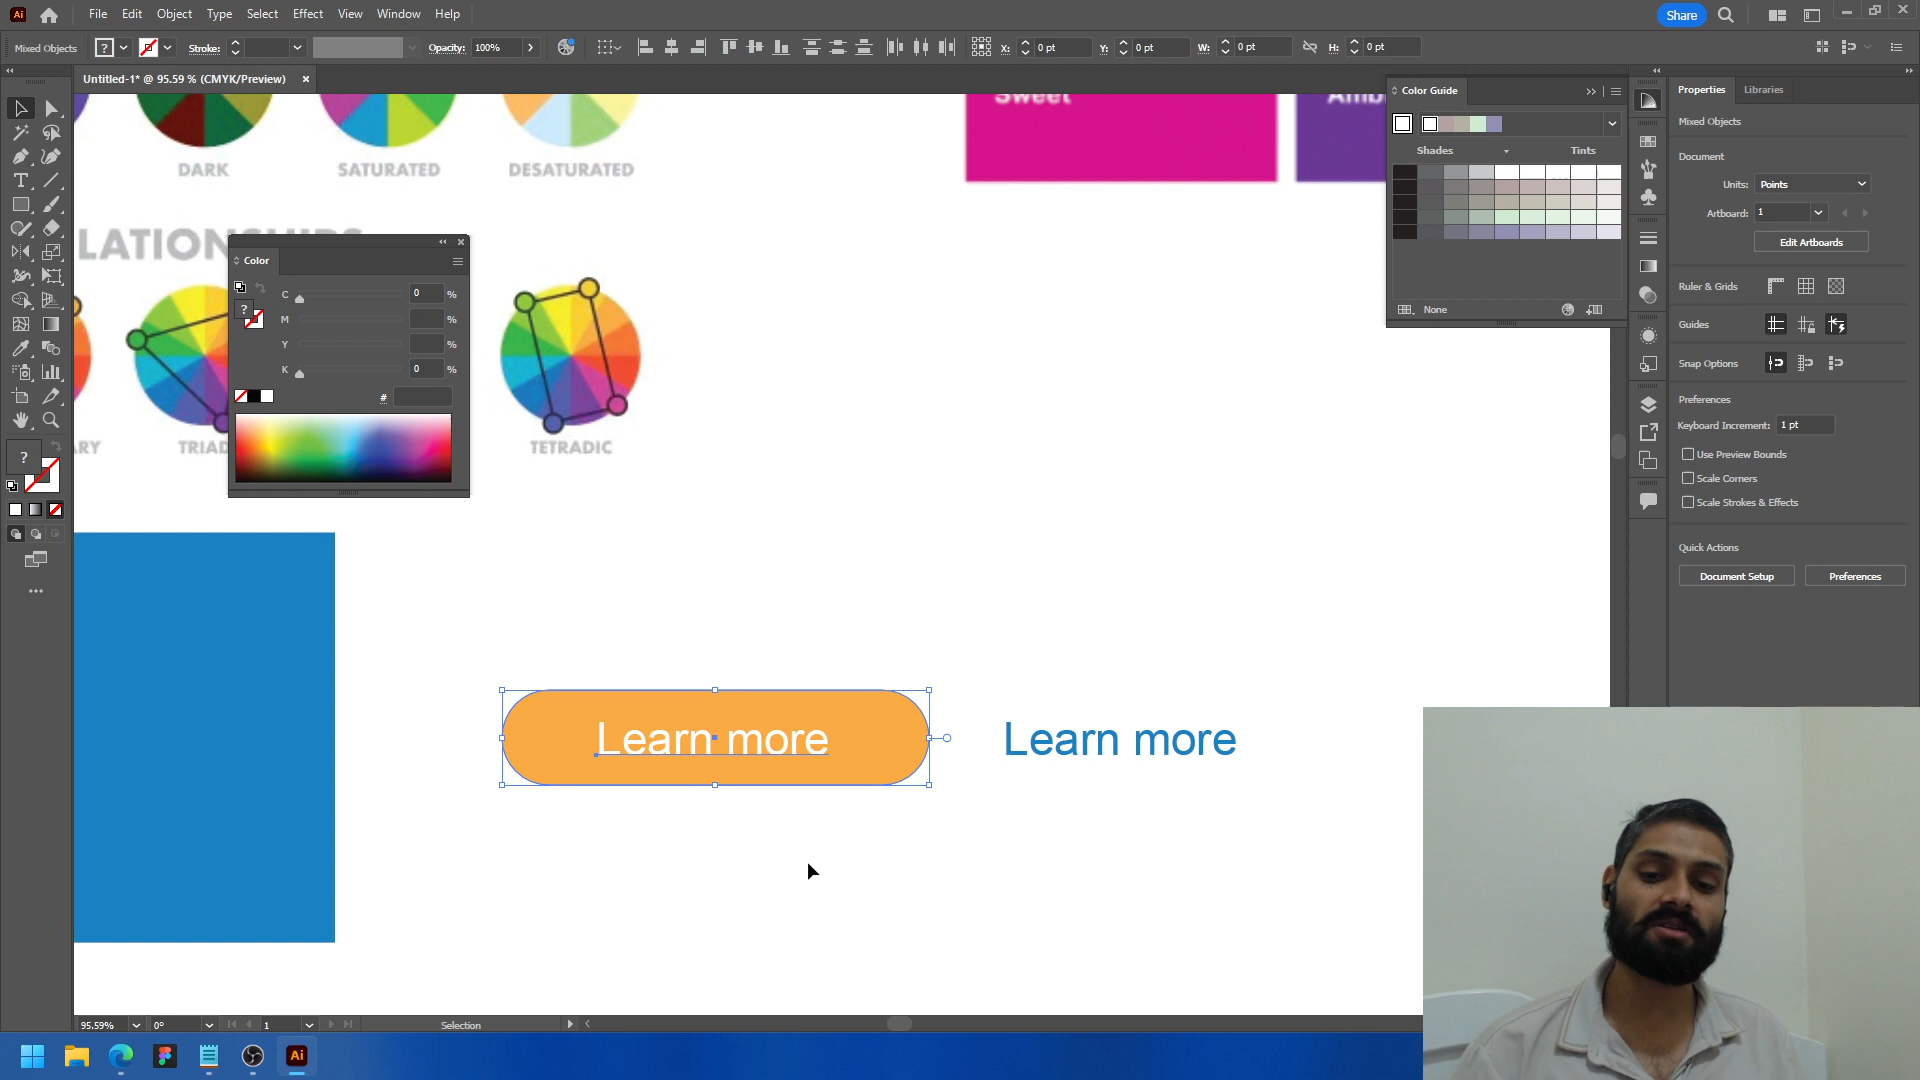 Ai File Edit Object Type Select Effect View Window Help Share
Mixed Objects ? Stroke: Opacity: 100% X: 0 pt Y: 0 pt W: 0 pt H: 0 pt
Untitled-1* @ 95.59 % (CMYK/Preview)
Sweet
DARK SATURATED DESATURATED
LATIONSHIPS
TETRADIC
Color
C 0 %
M %
Y %
K 0 %
#
?
Color Guide
Shades Tints
None
Properties Libraries
Mixed Objects
Document
Units: Points
Artboard: 1
Edit Artboards
Ruler & Grids
Guides
Snap Options
Preferences
Keyboard Increment: 1 pt
Use Preview Bounds
Scale Corners
Scale Strokes & Effects
Quick Actions
Document Setup Preferences
?
Learn more Learn more
95.59% 0° 1 Selection
Ai